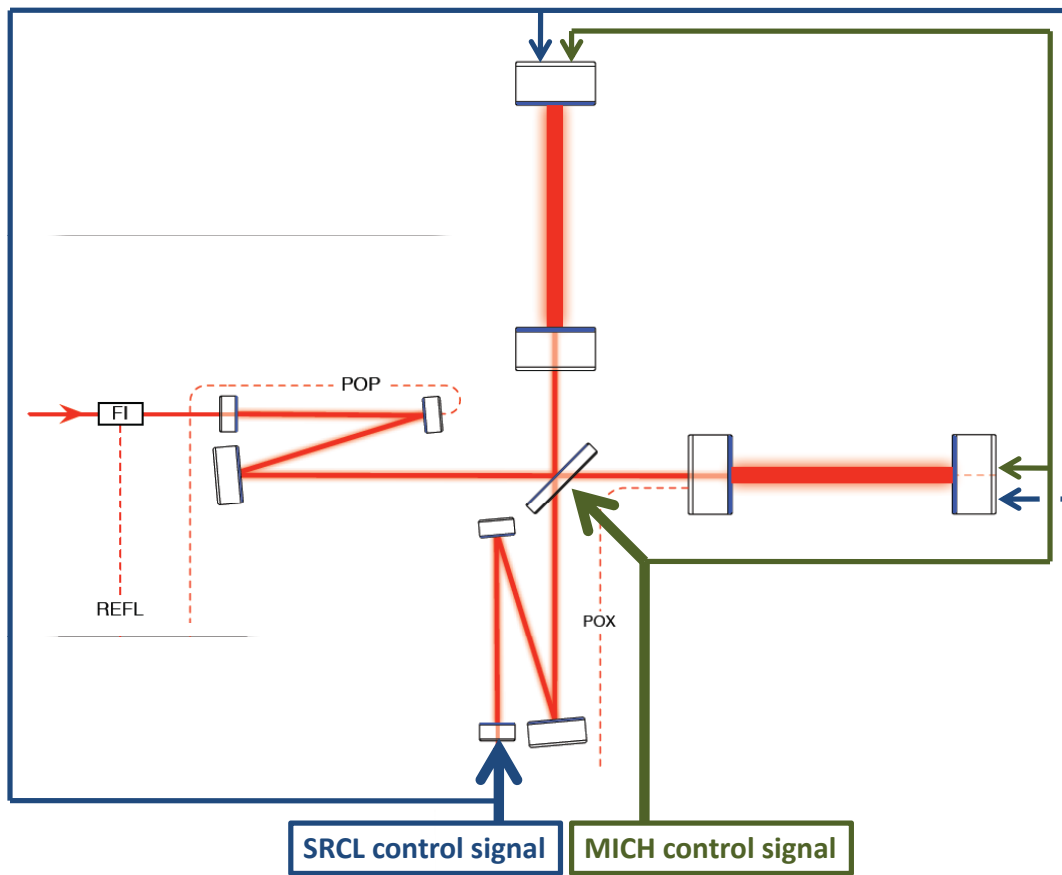 POP
FI
REFL
POX
SRCL control signal
MICH control signal